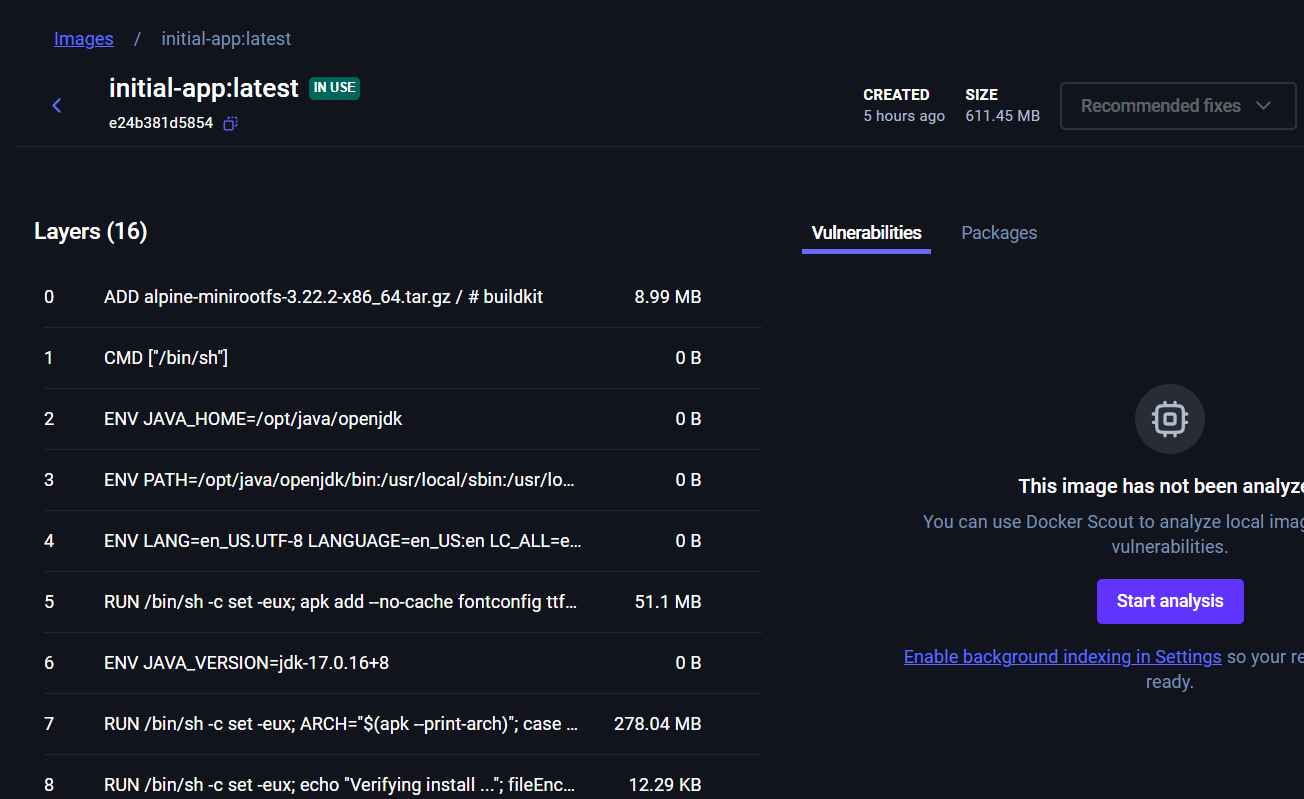 Images / initial-app:latest
initial-app:latest IN USE
e24b381d5854
CREATED
5 hours ago
SIZE
611.45 MB
Recommended fixes
Layers (16)
0 ADD alpine-minirootfs-3.22.2-x86_64.tar.gz / # buildkit 8.99 MB
1 CMD ["/bin/sh"] 0 B
2 ENV JAVA_HOME=/opt/java/openjdk 0 B
3 ENV PATH=/opt/java/openjdk/bin:/usr/local/sbin:/usr/lo... 0 B
4 ENV LANG=en_US.UTF-8 LANGUAGE=en_US:en LC_ALL=e... 0 B
5 RUN /bin/sh -c set -eux; apk add --no-cache fontconfig ttf... 51.1 MB
6 ENV JAVA_VERSION=jdk-17.0.16+8 0 B
7 RUN /bin/sh -c set -eux; ARCH="$(apk --print-arch)"; case ... 278.04 MB
8 RUN /bin/sh -c set -eux; echo "Verifying install ..."; fileEnc... 12.29 KB
Vulnerabilities Packages
This image has not been analyze
You can use Docker Scout to analyze local imag
vulnerabilities.
Start analysis
Enable background indexing in Settings so your re
ready.